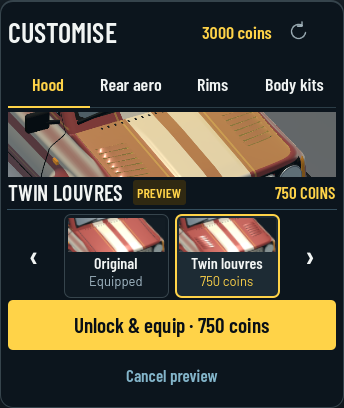 CUSTOMISE
3000 coins
Hood
Rear aero
Rims
Body kits
TWIN LOUVRES
PREVIEW
750 COINS
Original
Equipped
Twin louvres
750 coins
Unlock & equip · 750 coins
Cancel preview